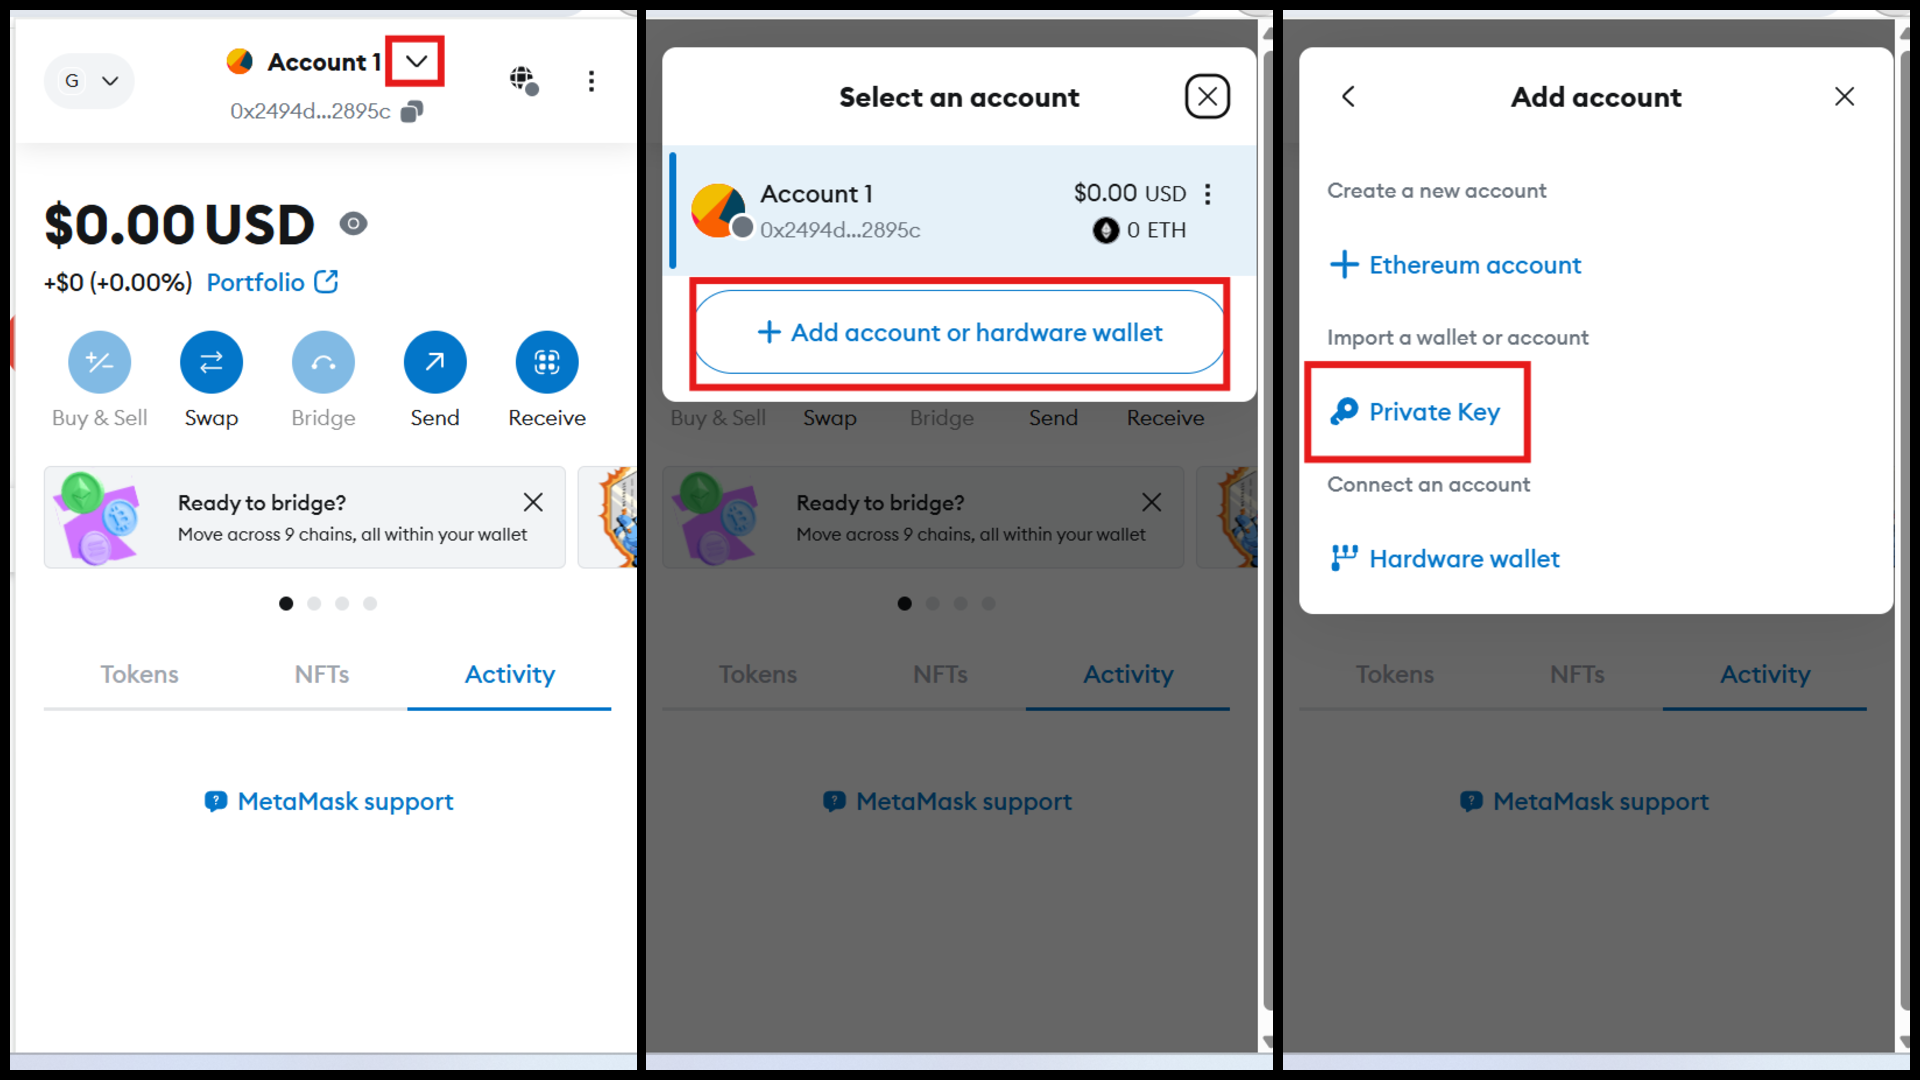 G
Account 1
0x2494d...2895c
$0.00 USD
+$0 (+0.00%) Portfolio
Buy & Sell Swap Bridge Send Receive
Ready to bridge?
Move across 9 chains, all within your wallet
Tokens NFTs Activity
MetaMask support
Select an account
Account 1 $0.00 USD
0x2494d...2895c 0 ETH
+ Add account or hardware wallet
Buy & Sell Swap Bridge Send Receive
Ready to bridge?
Move across 9 chains, all within your wallet
Tokens NFTs Activity
MetaMask support
Add account
Create a new account
+ Ethereum account
Import a wallet or account
Private Key
Connect an account
Hardware wallet
Tokens NFTs Activity
MetaMask support